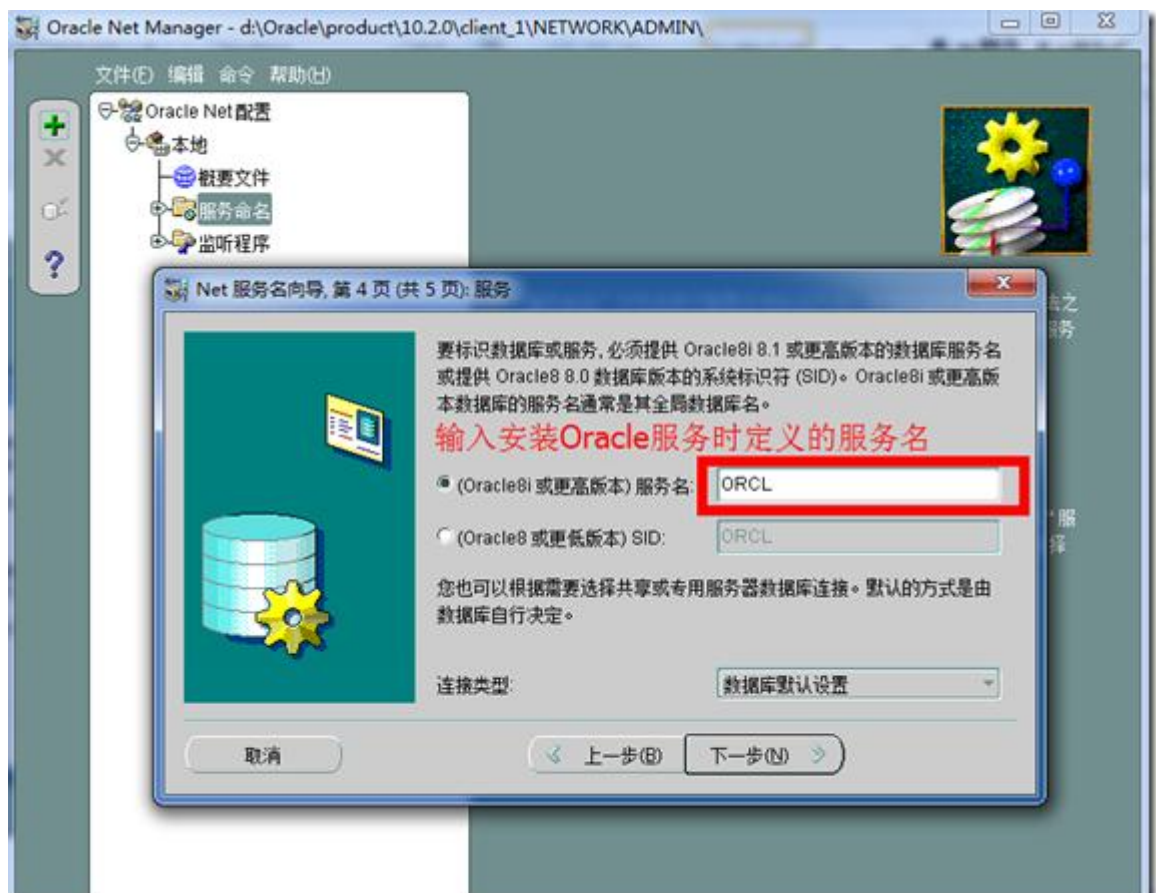 Oracle Net Manager - d:\Oracle\product\10.2.0\client_1\NETWORK\ADMIN\
文件(F) 编辑 命令 帮助(H)
Oracle Net 配置
本地
概要文件
服务命名
监听程序
Net 服务名向导, 第 4 页 (共 5 页): 服务
法之
服务
要标识数据库或服务, 必须提供 Oracle8i 8.1 或更高版本的数据库服务名
或提供 Oracle8 8.0 数据库版本的系统标识符 (SID)。Oracle8i 或更高版
本数据库的服务名通常是其全局数据库名。
输入安装Oracle服务时定义的服务名
(Oracle8i 或更高版本) 服务名: ORCL
服
(Oracle8 或更低版本) SID: ORCL
择
您也可以根据需要选择共享或专用服务器数据库连接。默认的方式是由
数据库自行决定。
连接类型: 数据库默认设置
取消 上一步(B) 下一步(N)